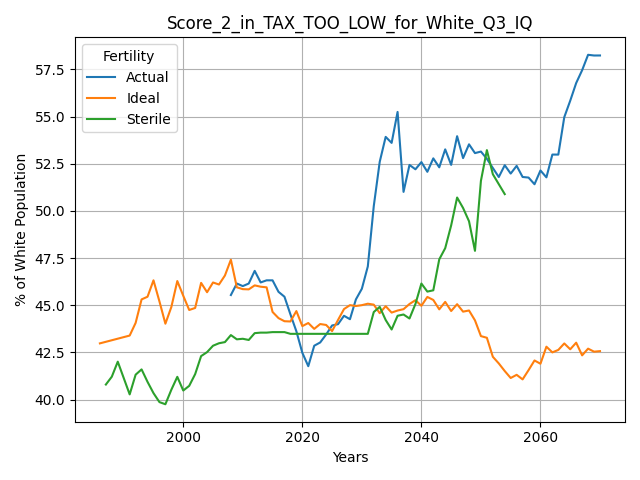 Score_2_in_TAX_TOO_LOW_for_White_Q3_IQ
Fertility
Actual
Ideal
Sterile
% of White Population
57.5
55.0
52.5
50.0
47.5
45.0
42.5
40.0
2000
2020
2040
2060
Years